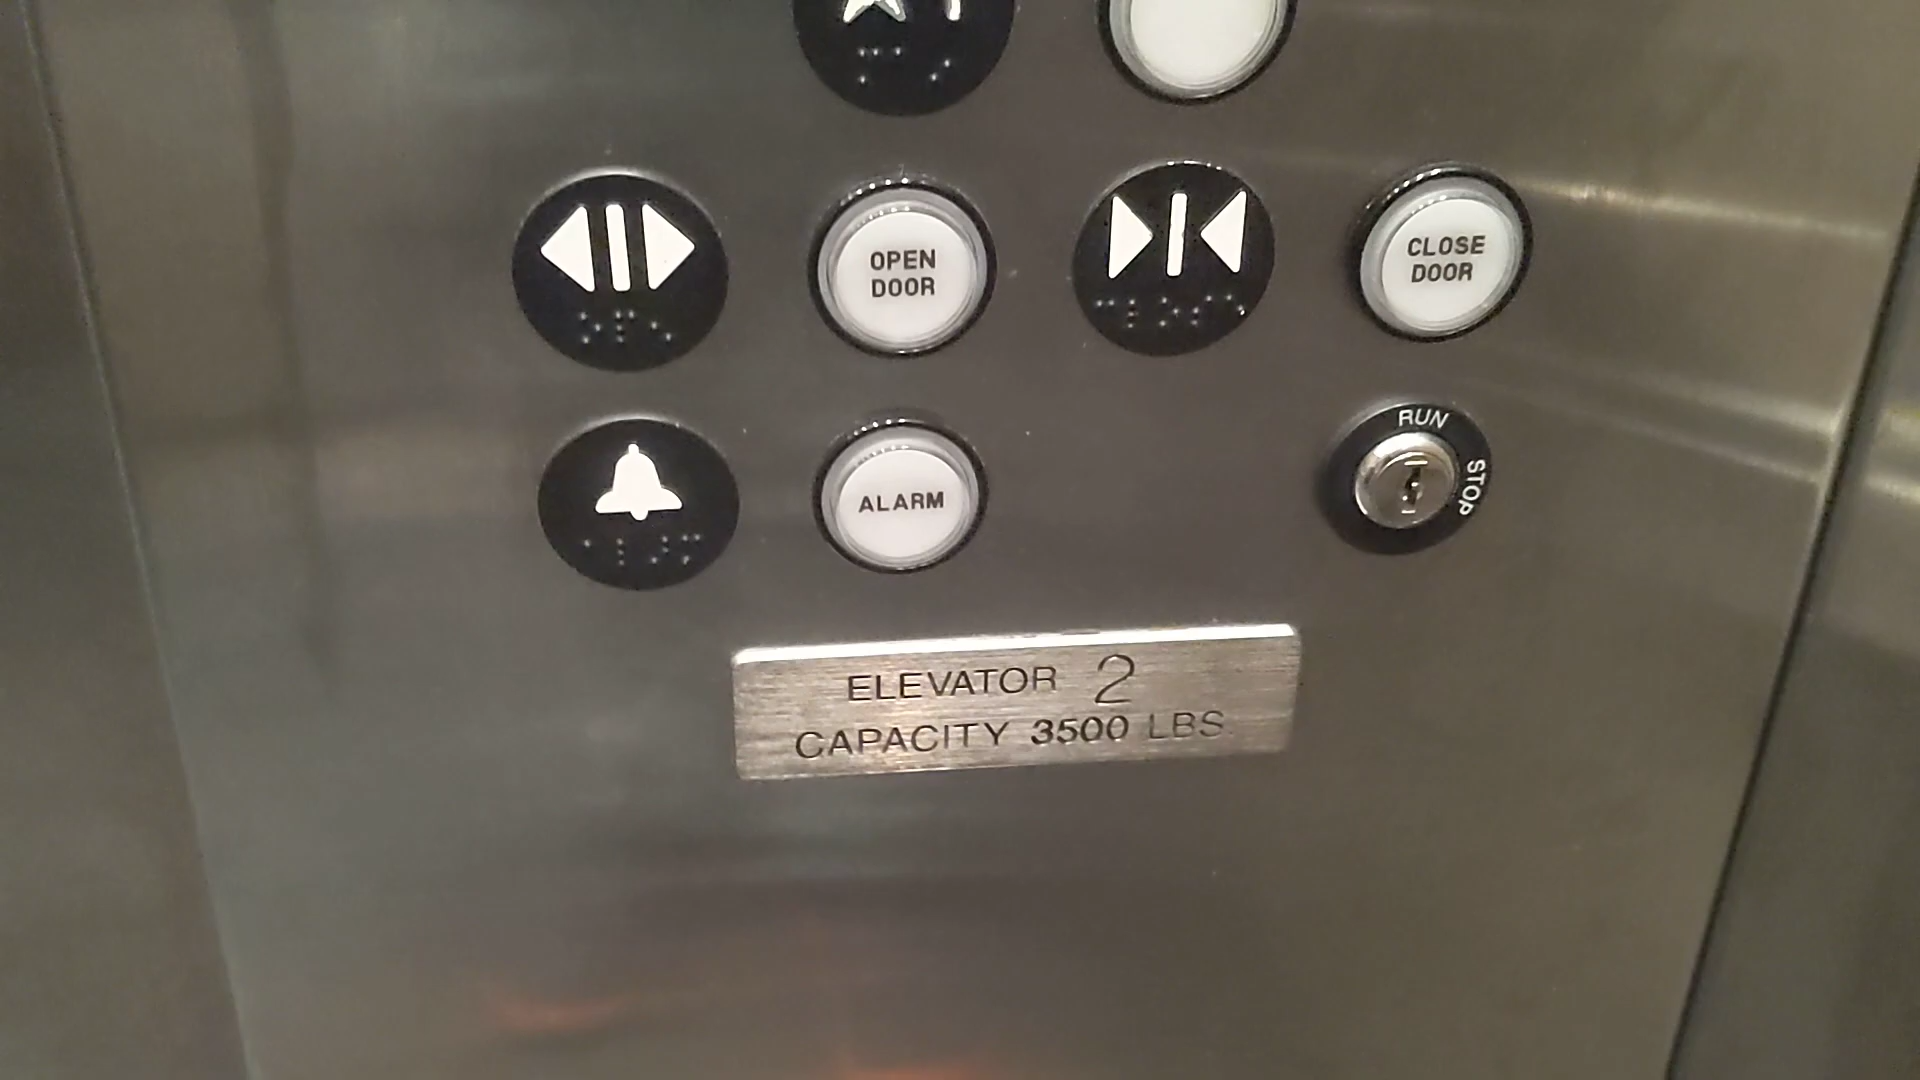 OPEN
DOOR
CLOSE
DOOR
ALARM
RUN
STOP
ELEVATOR 2
CAPACITY 3500 LBS.